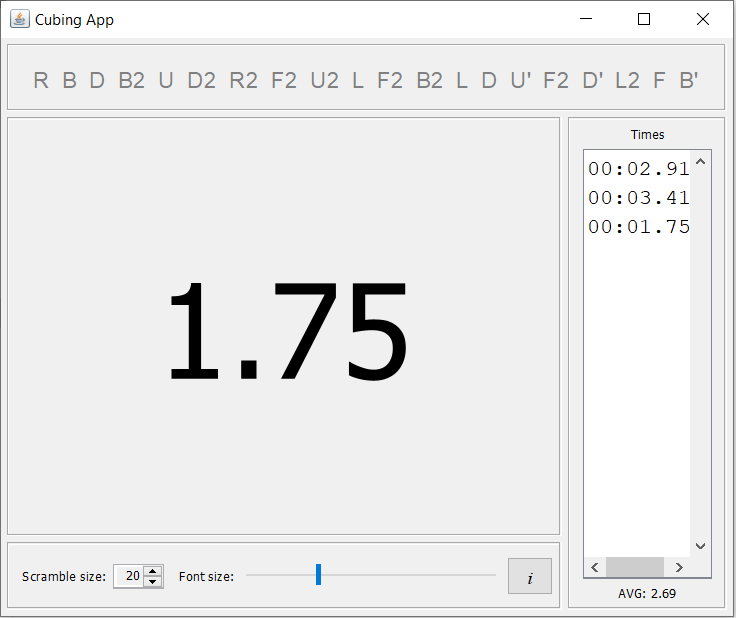 Cubing App
R B D B2 U D2 R2 F2 U2 L F2 B2 L D U' F2 D' L2 F B'
1.75
Times
00:02.91
00:03.41
00:01.75
AVG: 2.69
Scramble size: 20 Font size: i